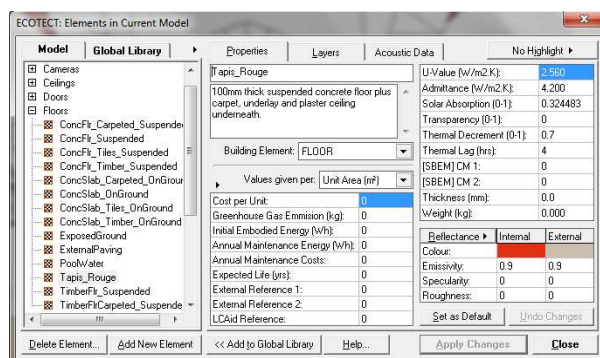 ECOTECT: Elements in Current Model
Model
Global Library
Cameras
Ceilings
Doors
Floors
ConcFlr_Carpeted_Suspende
ConcFlr_Suspended
ConcFlr_Tiles_Suspended
ConcFlr_Timber_Suspended
ConcSlab_Carpeted_OnGroun
ConcSlab_OnGround
ConcSlab_Tiles_OnGround
ConcSlab_Timber_OnGround
ExposedGround
ExternalPaving
PoolWater
Tapis_Rouge
TimberFlr_Suspended
TimberFlrCarpeted_Suspende
Delete Element...
Add New Element
Properties
Layers
Acoustic Data
No Highlight
Tapis_Rouge
100mm thick suspended concrete floor plus
carpet, underlay and plaster ceiling
underneath.
Building Element: FLOOR
Values given per: Unit Area (m²)
Cost per Unit: 0
Greenhouse Gas Emmision (kg): 0
Initial Embodied Energy (Wh): 0
Annual Maintenance Energy (Wh): 0
Annual Maintenance Costs: 0
Expected Life (yrs): 0
External Reference 1: 0
External Reference 2: 0
LCAid Reference: 0
<< Add to Global Library
Help...
U-Value (W/m2.K): 2.560
Admittance (W/m2.K): 4.200
Solar Absorption (0-1): 0.324483
Transparency (0-1): 0
Thermal Decrement (0-1): 0.7
Thermal Lag (hrs): 4
[SBEM] CM 1: 0
[SBEM] CM 2: 0
Thickness (mm): 0.0
Weight (kg): 0.000
Reflectance Internal External
Colour:
Emissivity: 0.9 0.9
Specularity: 0 0
Roughness: 0 0
Set as Default
Undo Changes
Apply Changes
Close